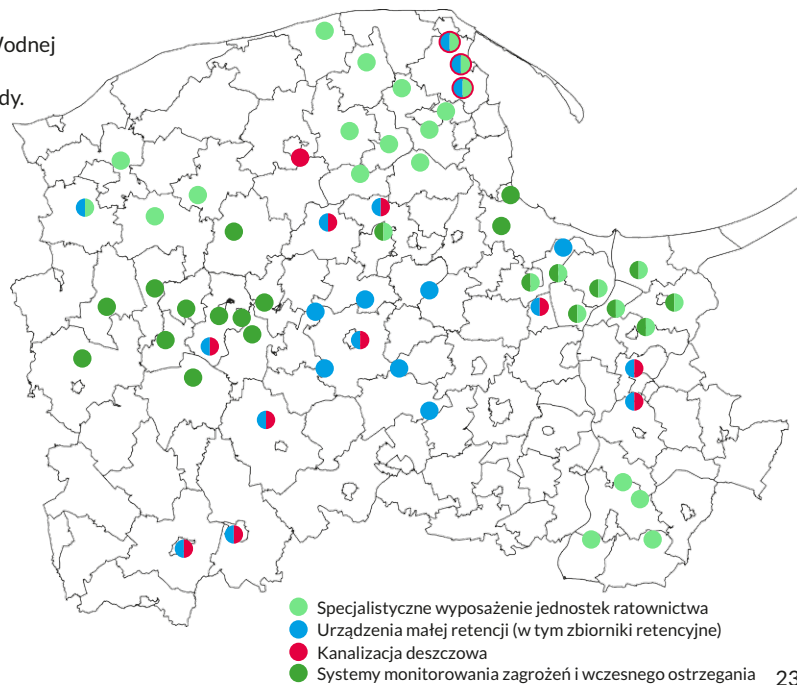 Wodnej
dy.
Specjalistyczne wyposażenie jednostek ratownictwa
Urządzenia małej retencji (w tym zbiorniki retencyjne)
Kanalizacja deszczowa
Systemy monitorowania zagrożeń i wczesnego ostrzegania
23